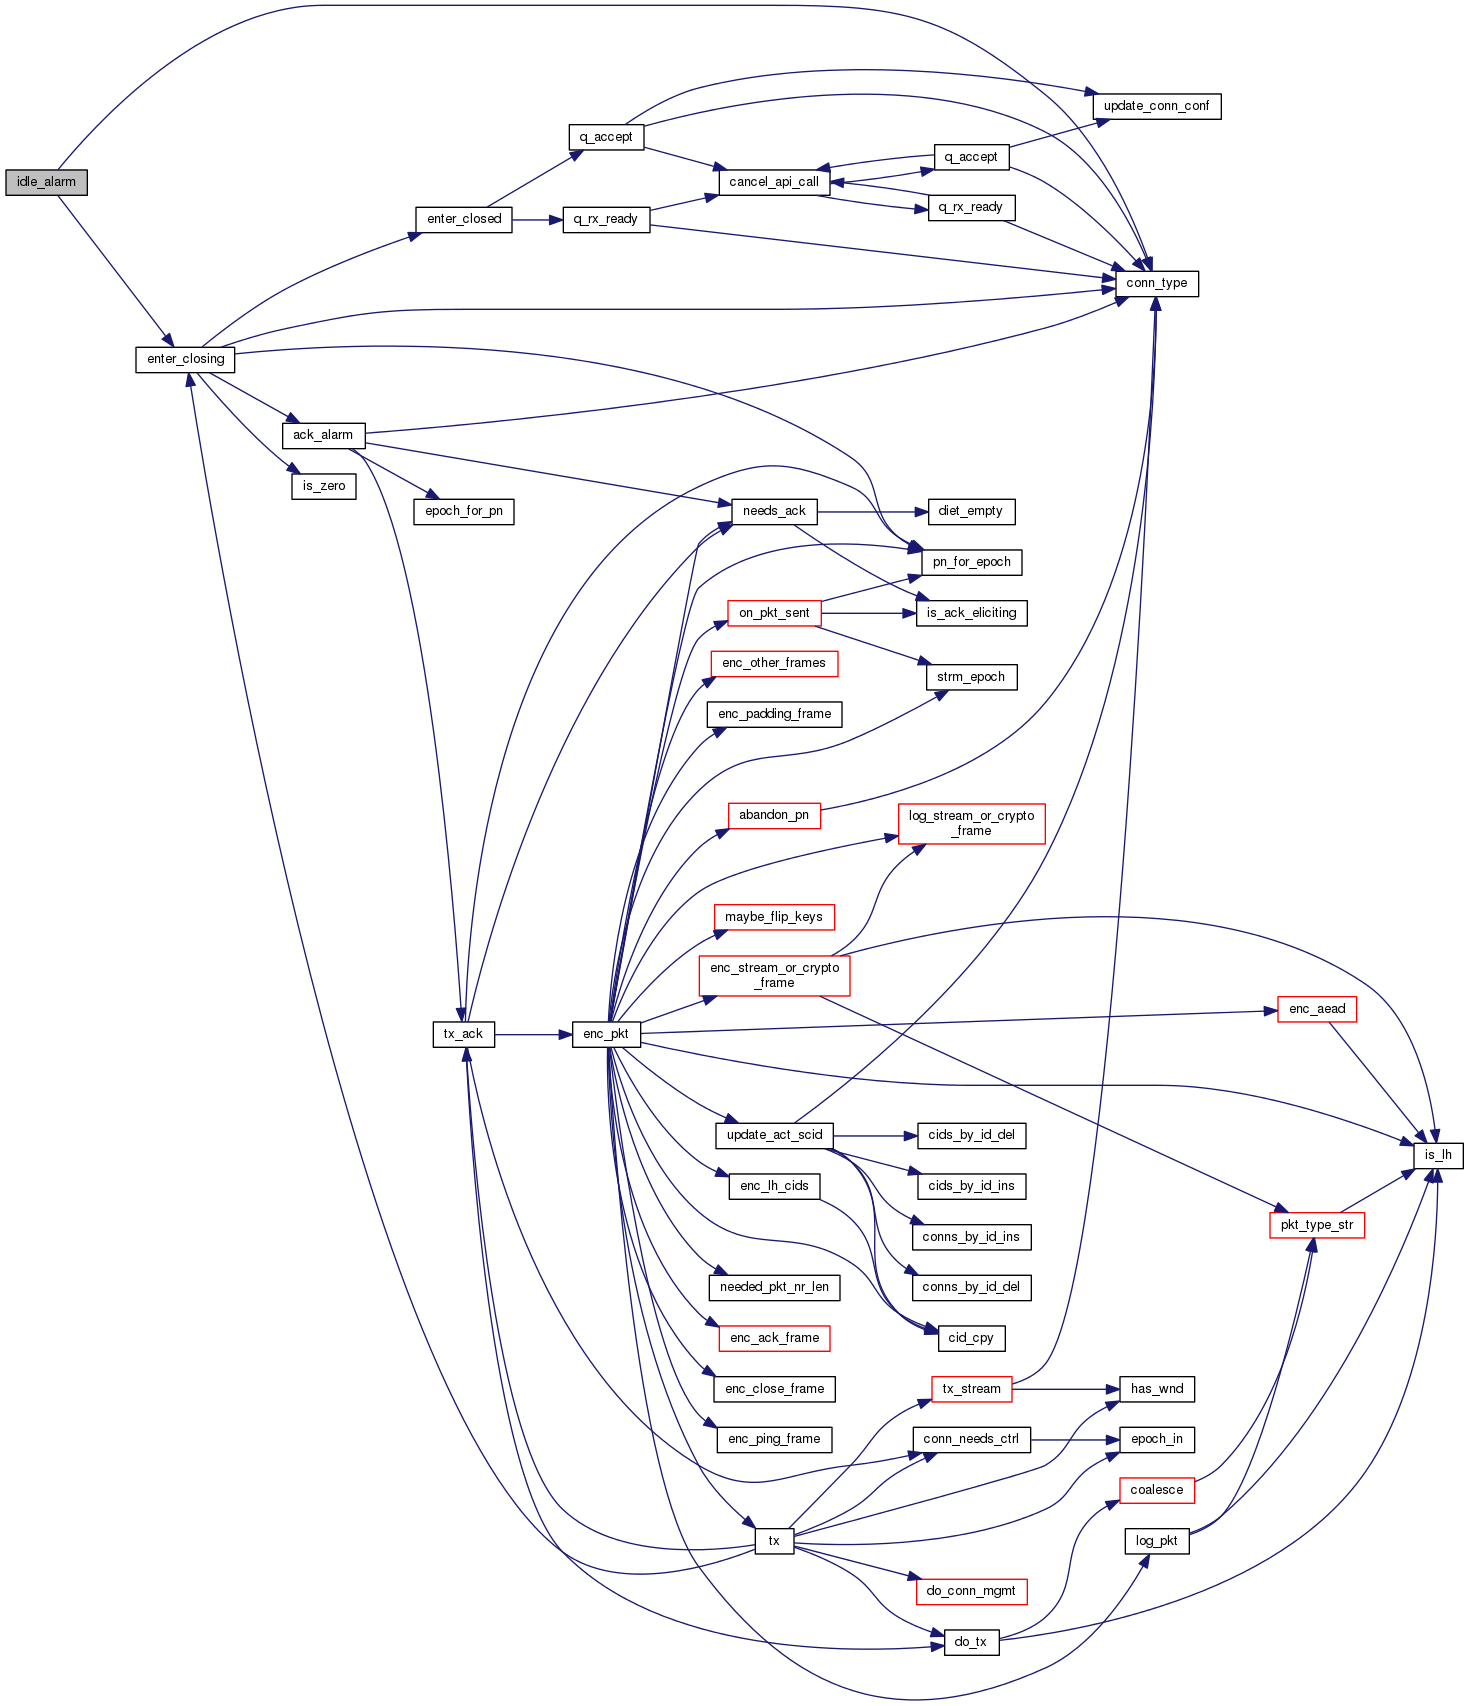 idle_alarm
enter_closing
enter_closed
q_accept
q_rx_ready
cancel_api_call
q_accept
q_rx_ready
update_conn_conf
conn_type
ack_alarm
is_zero
epoch_for_pn
tx_ack
enc_pkt
needs_ack
diet_empty
pn_for_epoch
on_pkt_sent
is_ack_eliciting
enc_other_frames
strm_epoch
enc_padding_frame
abandon_pn
log_stream_or_crypto
_frame
maybe_flip_keys
enc_stream_or_crypto
_frame
enc_aead
update_act_scid
cids_by_id_del
is_lh
enc_lh_cids
cids_by_id_ins
pkt_type_str
conns_by_id_ins
needed_pkt_nr_len
conns_by_id_del
enc_ack_frame
cid_cpy
enc_close_frame
tx_stream
has_wnd
enc_ping_frame
conn_needs_ctrl
epoch_in
coalesce
tx
log_pkt
do_conn_mgmt
do_tx